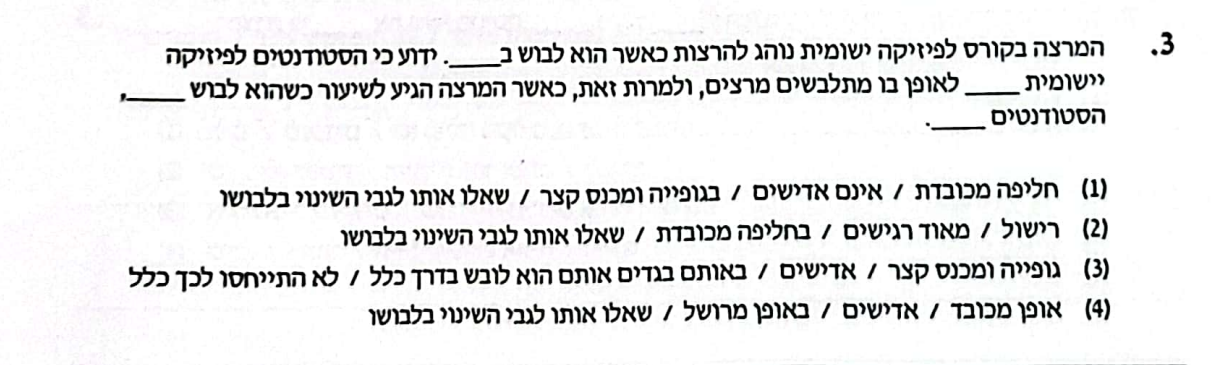 3. המרצה בקורס לפיזיקה ישומית נוהג להרצות כאשר הוא לבוש ב____. ידוע כי הסטודנטים לפיזיקה
יישומית ____ לאופן בו מתלבשים מרצים, ולמרות זאת, כאשר המרצה הגיע לשיעור כשהוא לבוש ____,
הסטודנטים ____.
(1) חליפה מכובדת / אינם אדישים / בגופייה ומכנס קצר / שאלו אותו לגבי השינוי בלבושו
(2) רישול / מאוד רגישים / בחליפה מכובדת / שאלו אותו לגבי השינוי בלבושו
(3) גופייה ומכנס קצר / אדישים / באותם בגדים אותם הוא לובש בדרך כלל / לא התייחסו לכך כלל
(4) אופן מכובד / אדישים / באופן מרושל / שאלו אותו לגבי השינוי בלבושו